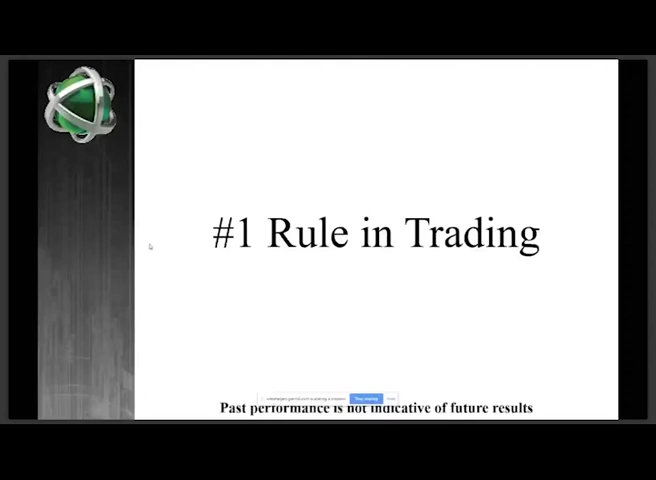 #1 Rule in Trading
Past performance is not indicative of future results